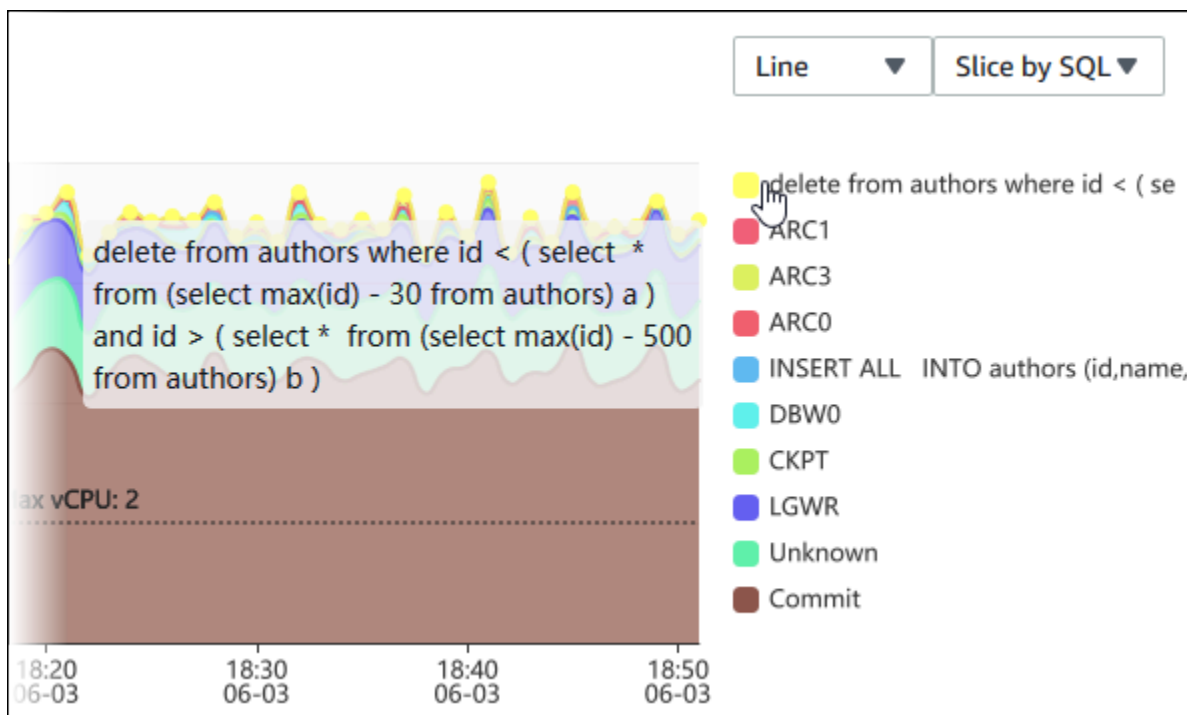 Line
Slice by SQL
delete from authors where id < ( se
ARC1
ARC3
ARC0
INSERT ALL INTO authors (id,name,
DBW0
CKPT
LGWR
Unknown
Commit
delete from authors where id < ( select *
from (select max(id) - 30 from authors) a )
and id > ( select * from (select max(id) - 500
from authors) b )
ax vCPU: 2
18:20 18:30 18:40 18:50
06-03 06-03 06-03 06-03